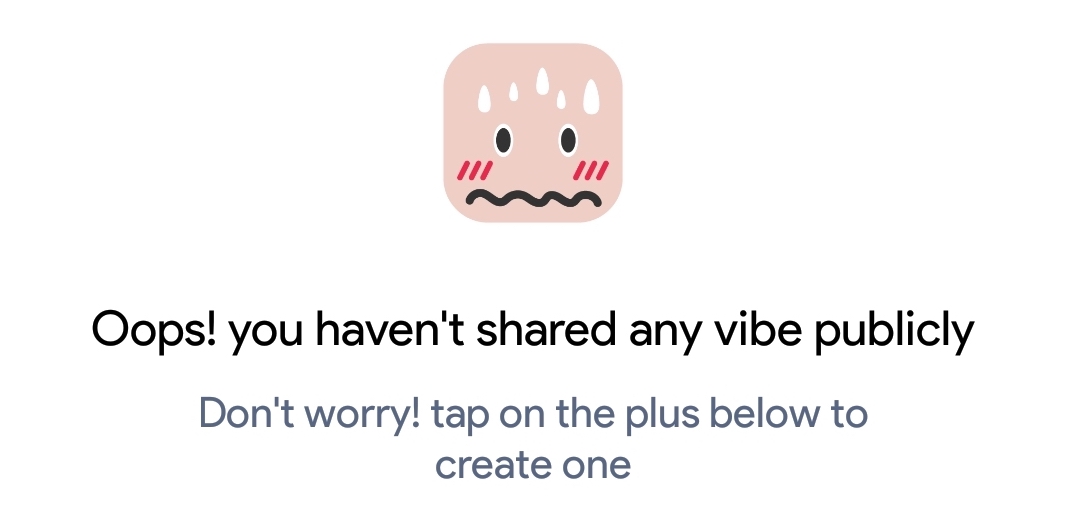 Oops! you haven't shared any vibe publicly
Don't worry! tap on the plus below to
create one